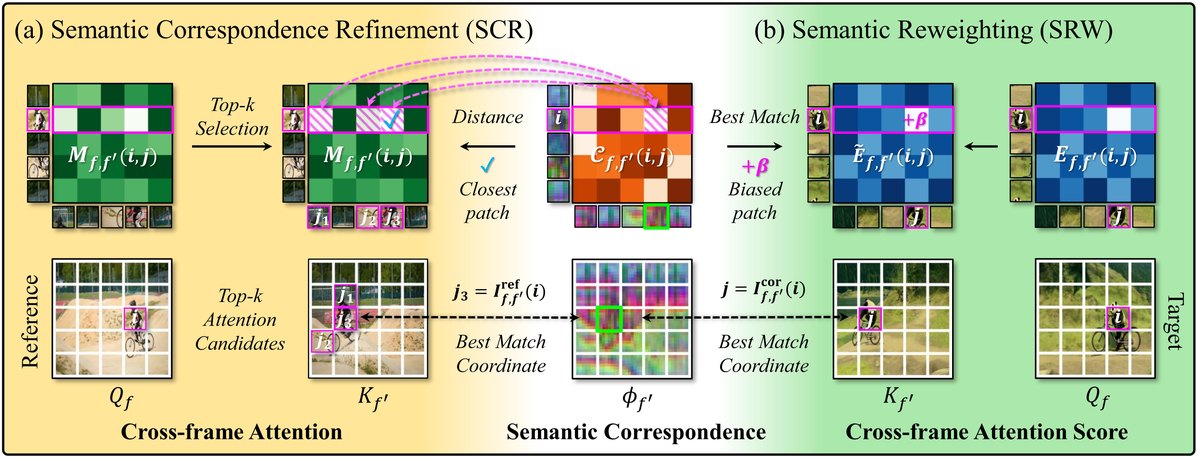 (a) Semantic Correspondence Refinement (SCR)
(b) Semantic Reweighting (SRW)
Top-k
Selection
Distance
✓
Closest
patch
Best Match
+β
Biased
patch
M_{f,f'}(i,j)
M_{f,f'}(i,j)
✓
i
C_{f,f'}(i,j)
i
+β
Ẽ_{f,f'}(i,j)
i
E_{f,f'}(i,j)
j₁
j₂
j₃
j
j
Reference
i
Top-k
Attention
Candidates
j₁
j₃
j₂
j₃ = I^{ref}_{f,f'}(i)
Best Match
Coordinate
j = I^{cor}_{f,f'}(i)
Best Match
Coordinate
j
i
Target
Q_f
K_{f'}
ϕ_{f'}
K_{f'}
Q_f
Cross-frame Attention
Semantic Correspondence
Cross-frame Attention Score